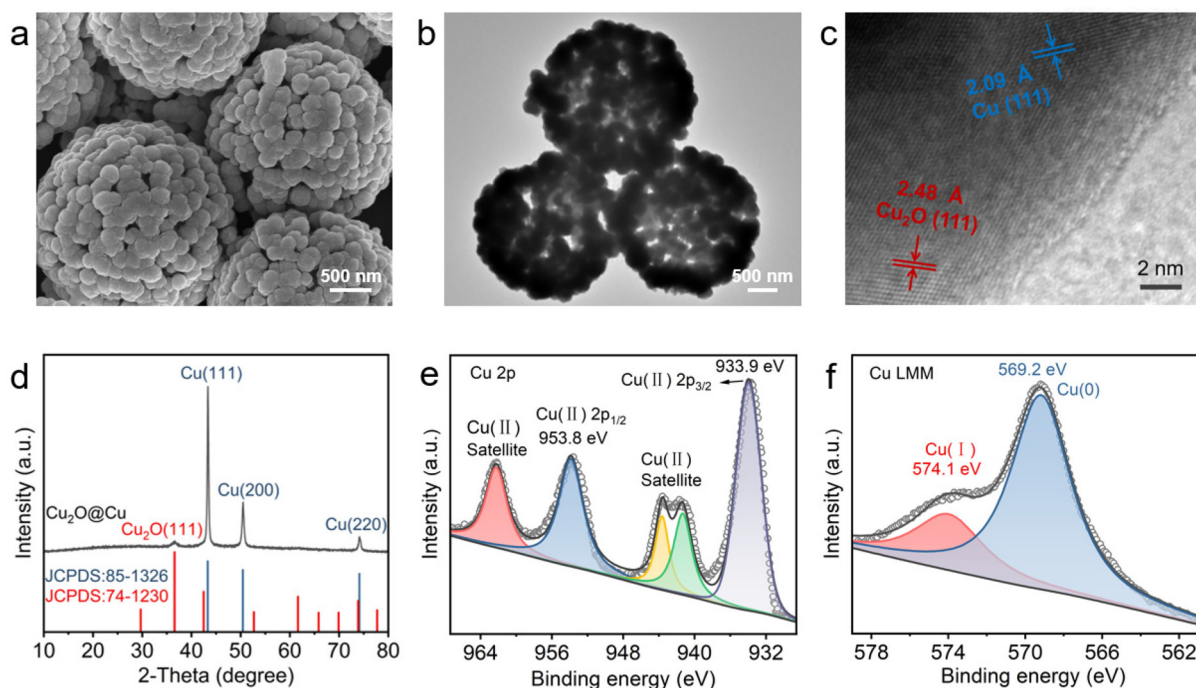 a
500 nm
b
500 nm
c
2.09 Å
Cu (111)
2.48 Å
Cu₂O (111)
2 nm
d
Cu(111)
Cu(200)
Cu(220)
Cu₂O@Cu
Cu₂O(111)
JCPDS:85-1326
JCPDS:74-1230
Intensity (a.u.)
10 20 30 40 50 60 70 80
2-Theta (degree)
e
Cu 2p
933.9 eV
Cu(Ⅱ) 2p₃/₂
Cu(Ⅱ) 2p₁/₂
953.8 eV
Cu(Ⅱ)
Satellite
Cu(Ⅱ)
Satellite
Intensity (a.u.)
964 956 948 940 932
Binding energy (eV)
f
Cu LMM
569.2 eV
Cu(0)
Cu(Ⅰ)
574.1 eV
Intensity (a.u.)
578 574 570 566 562
Binding energy (eV)